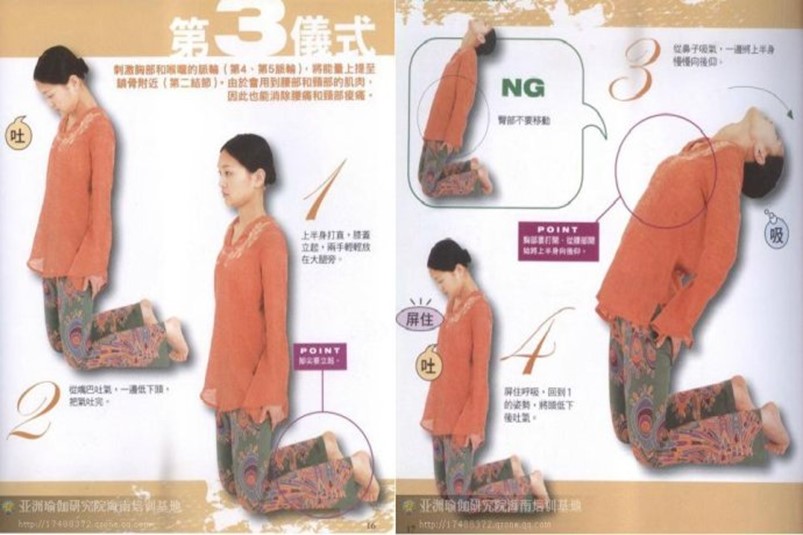 第3儀式
刺激胸部和喉嚨的脈輪（第4、第5脈輪），將能量上提至
鎖骨附近（第二結節）。由於會用到腰部和頸部的肌肉，
因此也能消除腰痛和頸部痠痛。
吐
1
上半身打直，膝蓋
立起，兩手輕輕放
在大腿旁。
POINT
腳尖要立起。
2
從嘴巴吐氣，一邊低下頭，
把氣吐完。
亞洲瑜伽研究院海南培训基地
http://17488372.qzone.qq.com
16
NG
臀部不要移動
3
從鼻子吸氣，一邊將上半身
慢慢向後仰。
POINT
胸部要打開，從腰部開
始將上半身向後仰。
吸
屏住
吐
4
屏住呼吸，回到1
的姿勢，將頭低下
後吐氣。
亞洲瑜伽研究院海南培训基地
http://17488372.qzone.qq.com
17